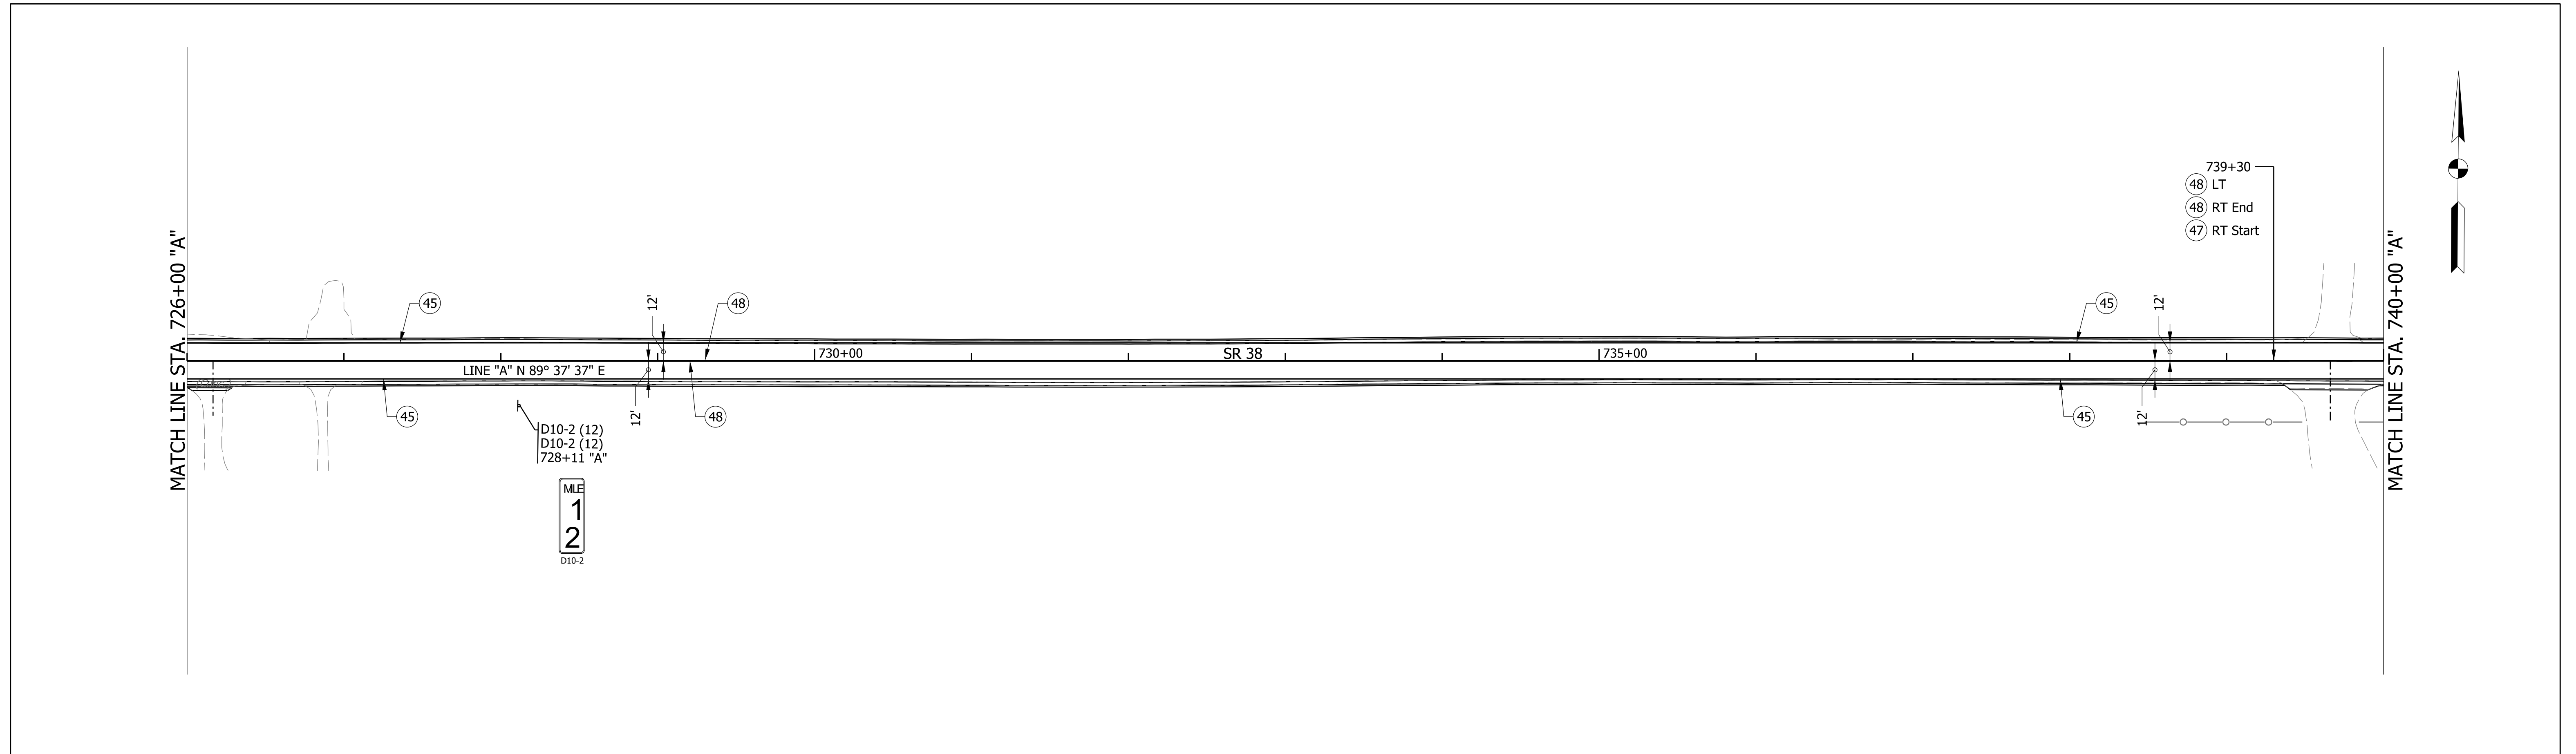 MATCH LINE STA. 726+00 "A"
45
12'
48
730+00
SR 38
735+00
45
12'
739+30
48 LT
48 RT End
47 RT Start
MATCH LINE STA. 740+00 "A"
LINE "A" N 89° 37' 37" E
45
12'
48
45
12'
D10-2 (12)
D10-2 (12)
728+11 "A"
MILE
1
2
D10-2